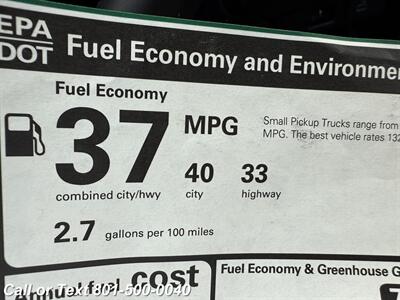 EPA
DOT
Fuel Economy and Environme
Fuel Economy
37
MPG
combined city/hwy
40
city
33
highway
Small Pickup Trucks range from
MPG. The best vehicle rates 132
2.7 gallons per 100 miles
Annual fuel cost
Fuel Economy & Greenhouse G
Call or Text 801-500-0040